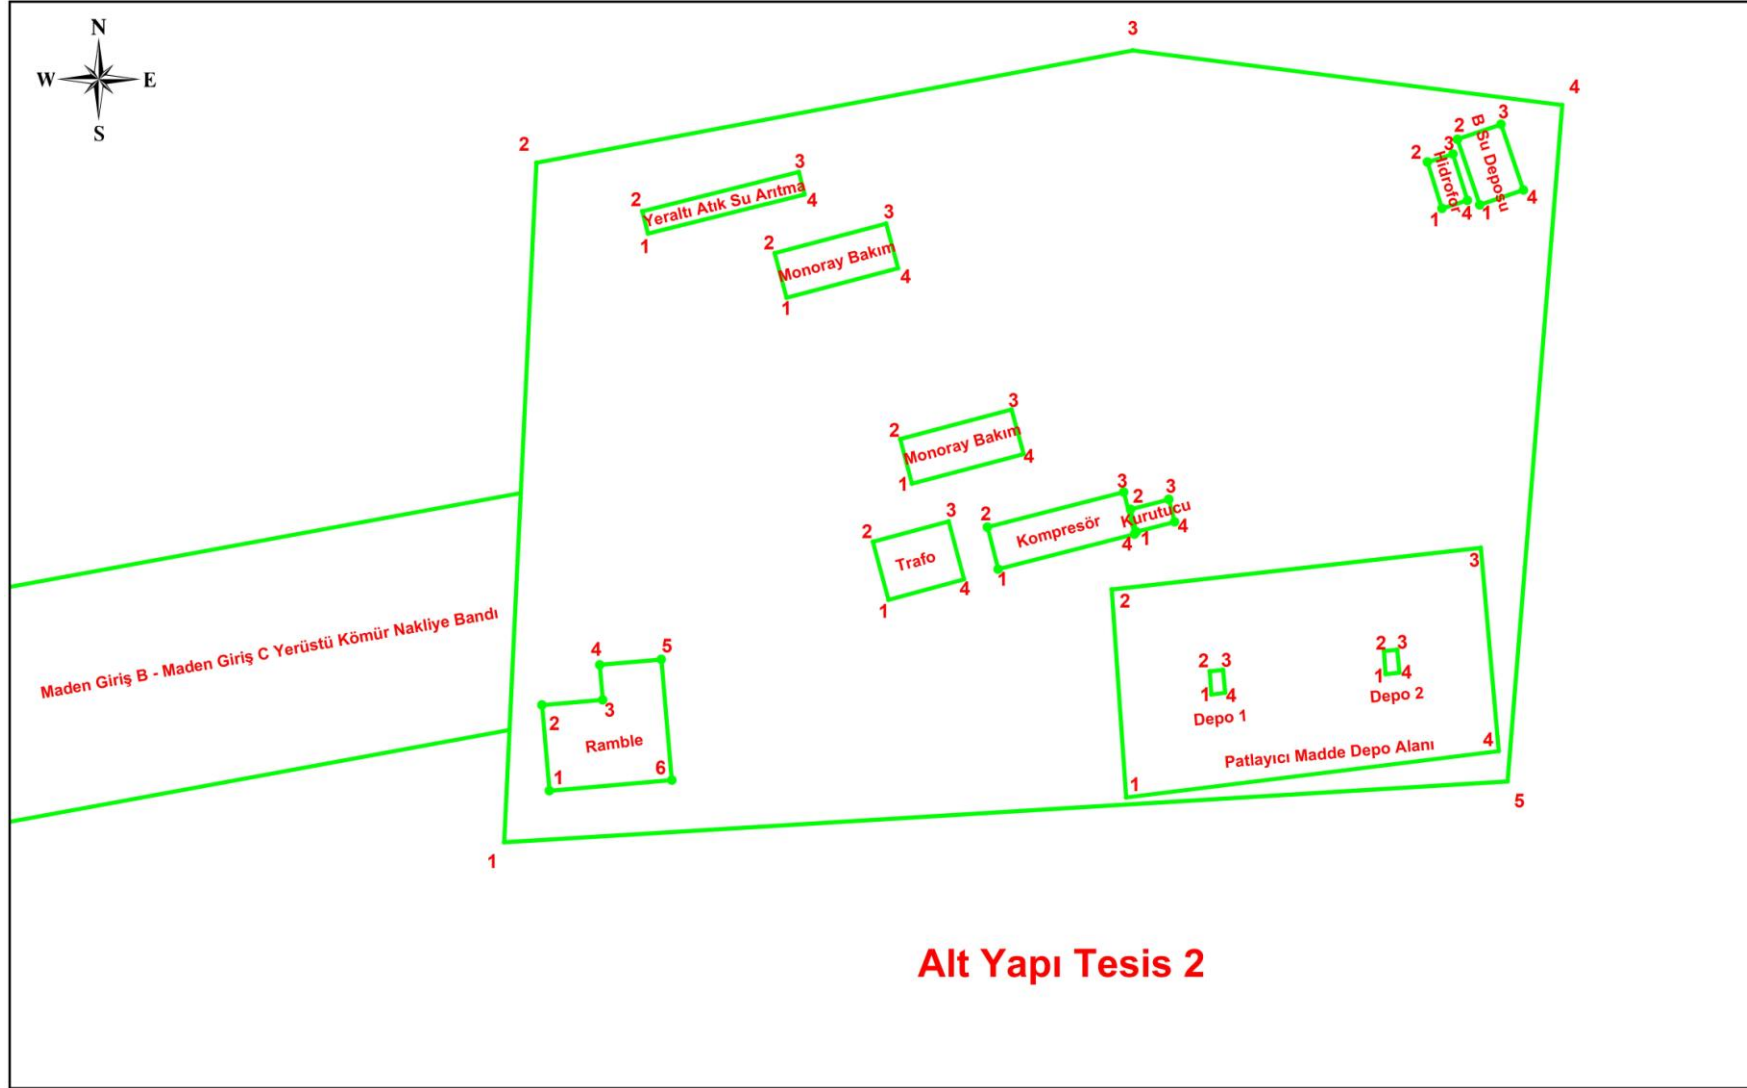 N
W E
S
3
4
2
2 3
Yeraltı Atık Su Arıtma
1 4
2 3
Monoray Bakım
1 4
2 3
B Su Deposu
1 4
2 3
Hidrofor
1 4
2 3
Monoray Bakım
1 4
2 3
Trafo
1 4
2 3
Kompresör
1 4
2 3
Kurutucu
1 4
Maden Giriş B - Maden Giriş C Yerüstü Kömür Nakliye Bandı
4 5
2 3
Ramble
1 6
2 3
2 3
1 4
Depo 1
2 3
1 4
Depo 2
Patlayıcı Madde Depo Alanı
1 4
1
5
Alt Yapı Tesis 2